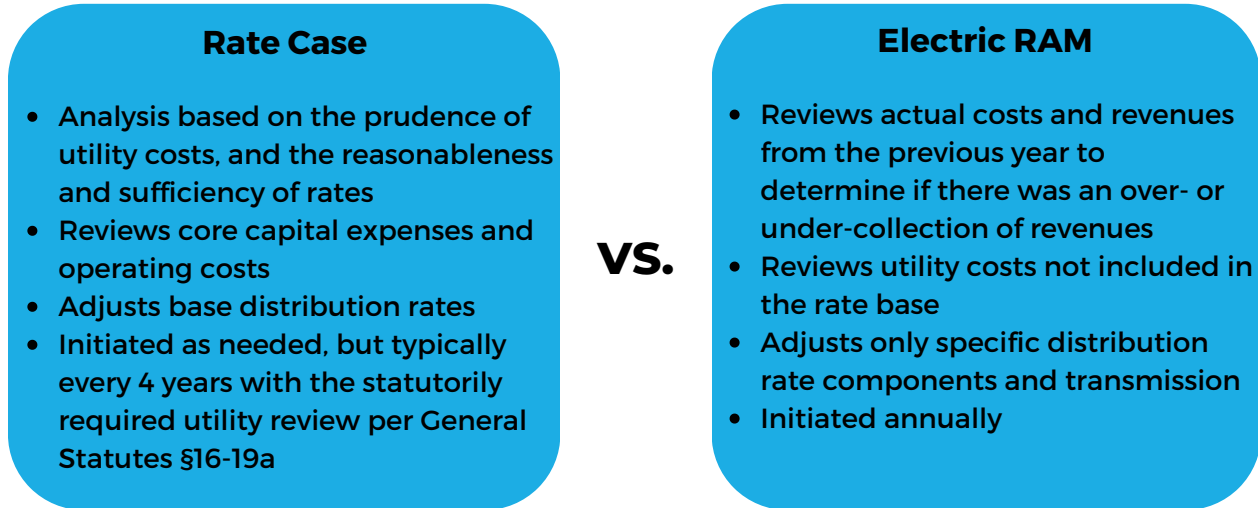 Rate Case
• Analysis based on the prudence of
utility costs, and the reasonableness
and sufficiency of rates
• Reviews core capital expenses and
operating costs
• Adjusts base distribution rates
• Initiated as needed, but typically
every 4 years with the statutorily
required utility review per General
Statutes §16-19a
vs.
Electric RAM
• Reviews actual costs and revenues
from the previous year to
determine if there was an over- or
under-collection of revenues
• Reviews utility costs not included in
the rate base
• Adjusts only specific distribution
rate components and transmission
• Initiated annually